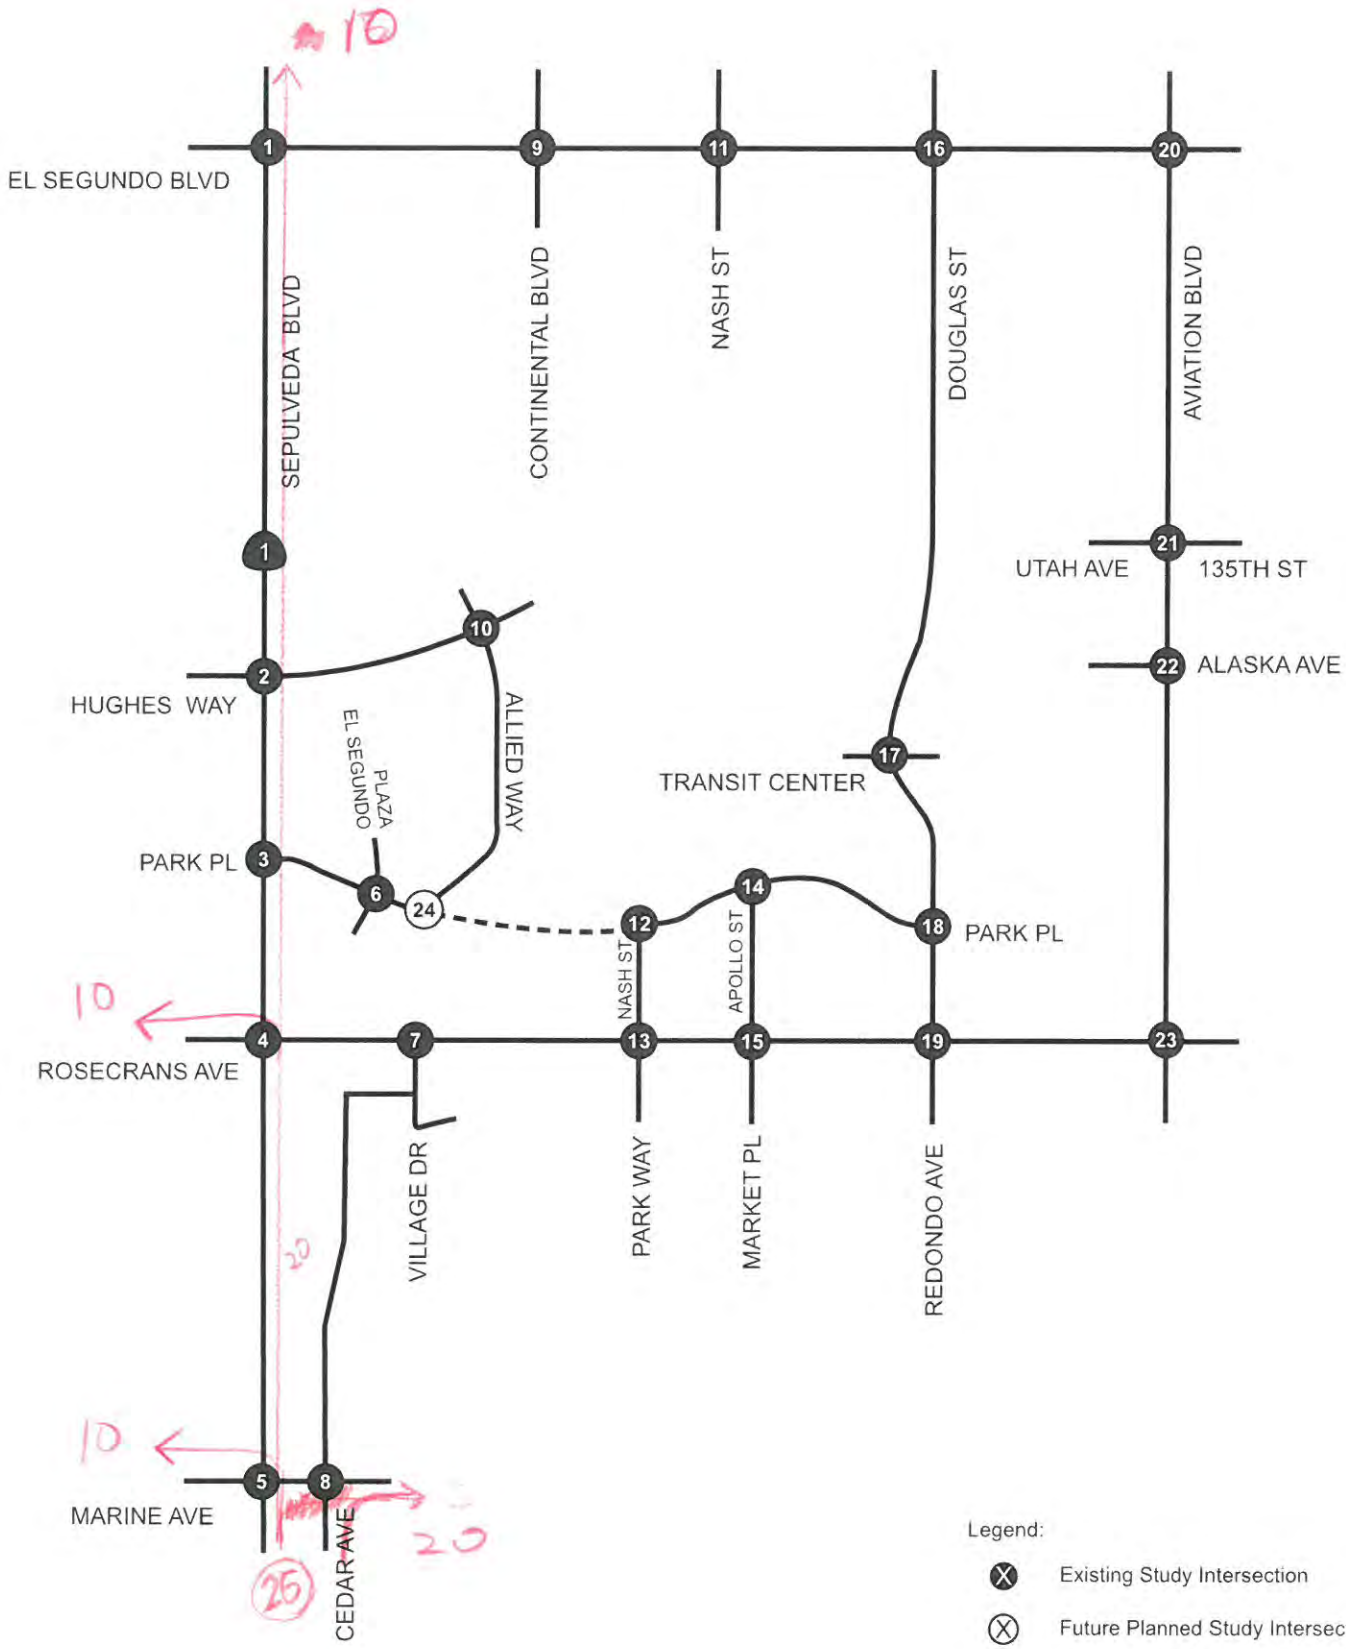 10
1
9
11
16
20
EL SEGUNDO BLVD
SEPULVEDA BLVD
CONTINENTAL BLVD
NASH ST
DOUGLAS ST
AVIATION BLVD
1
21
UTAH AVE
135TH ST
10
2
22
ALASKA AVE
HUGHES WAY
PLAZA
EL SEGUNDO
ALLIED WAY
17
TRANSIT CENTER
PARK PL
3
6
24
12
14
18
PARK PL
NASH ST
APOLLO ST
10
4
7
13
15
19
23
ROSECRANS AVE
VILLAGE DR
PARK WAY
MARKET PL
REDONDO AVE
20
10
5
8
MARINE AVE
CEDAR AVE
20
Legend:
X Existing Study Intersection
X Future Planned Study Intersec